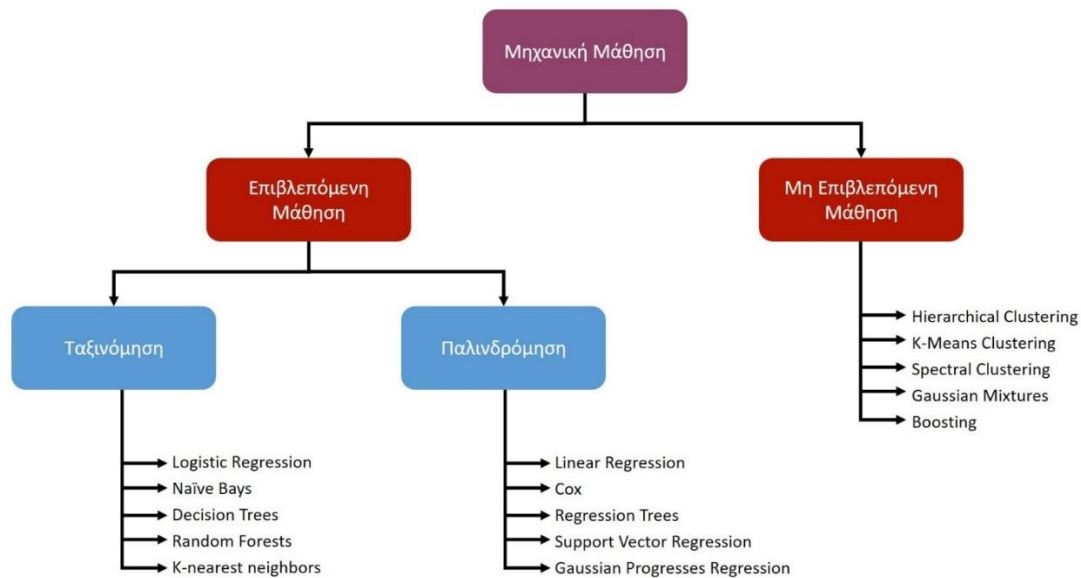 Μηχανική Μάθηση
Επιβλεπόμενη
Μάθηση
Μη Επιβλεπόμενη
Μάθηση
Ταξινόμηση
Παλινδρόμηση
Hierarchical Clustering
K-Means Clustering
Spectral Clustering
Gaussian Mixtures
Boosting
Logistic Regression
Naïve Bays
Decision Trees
Random Forests
K-nearest neighbors
Linear Regression
Cox
Regression Trees
Support Vector Regression
Gaussian Progresses Regression